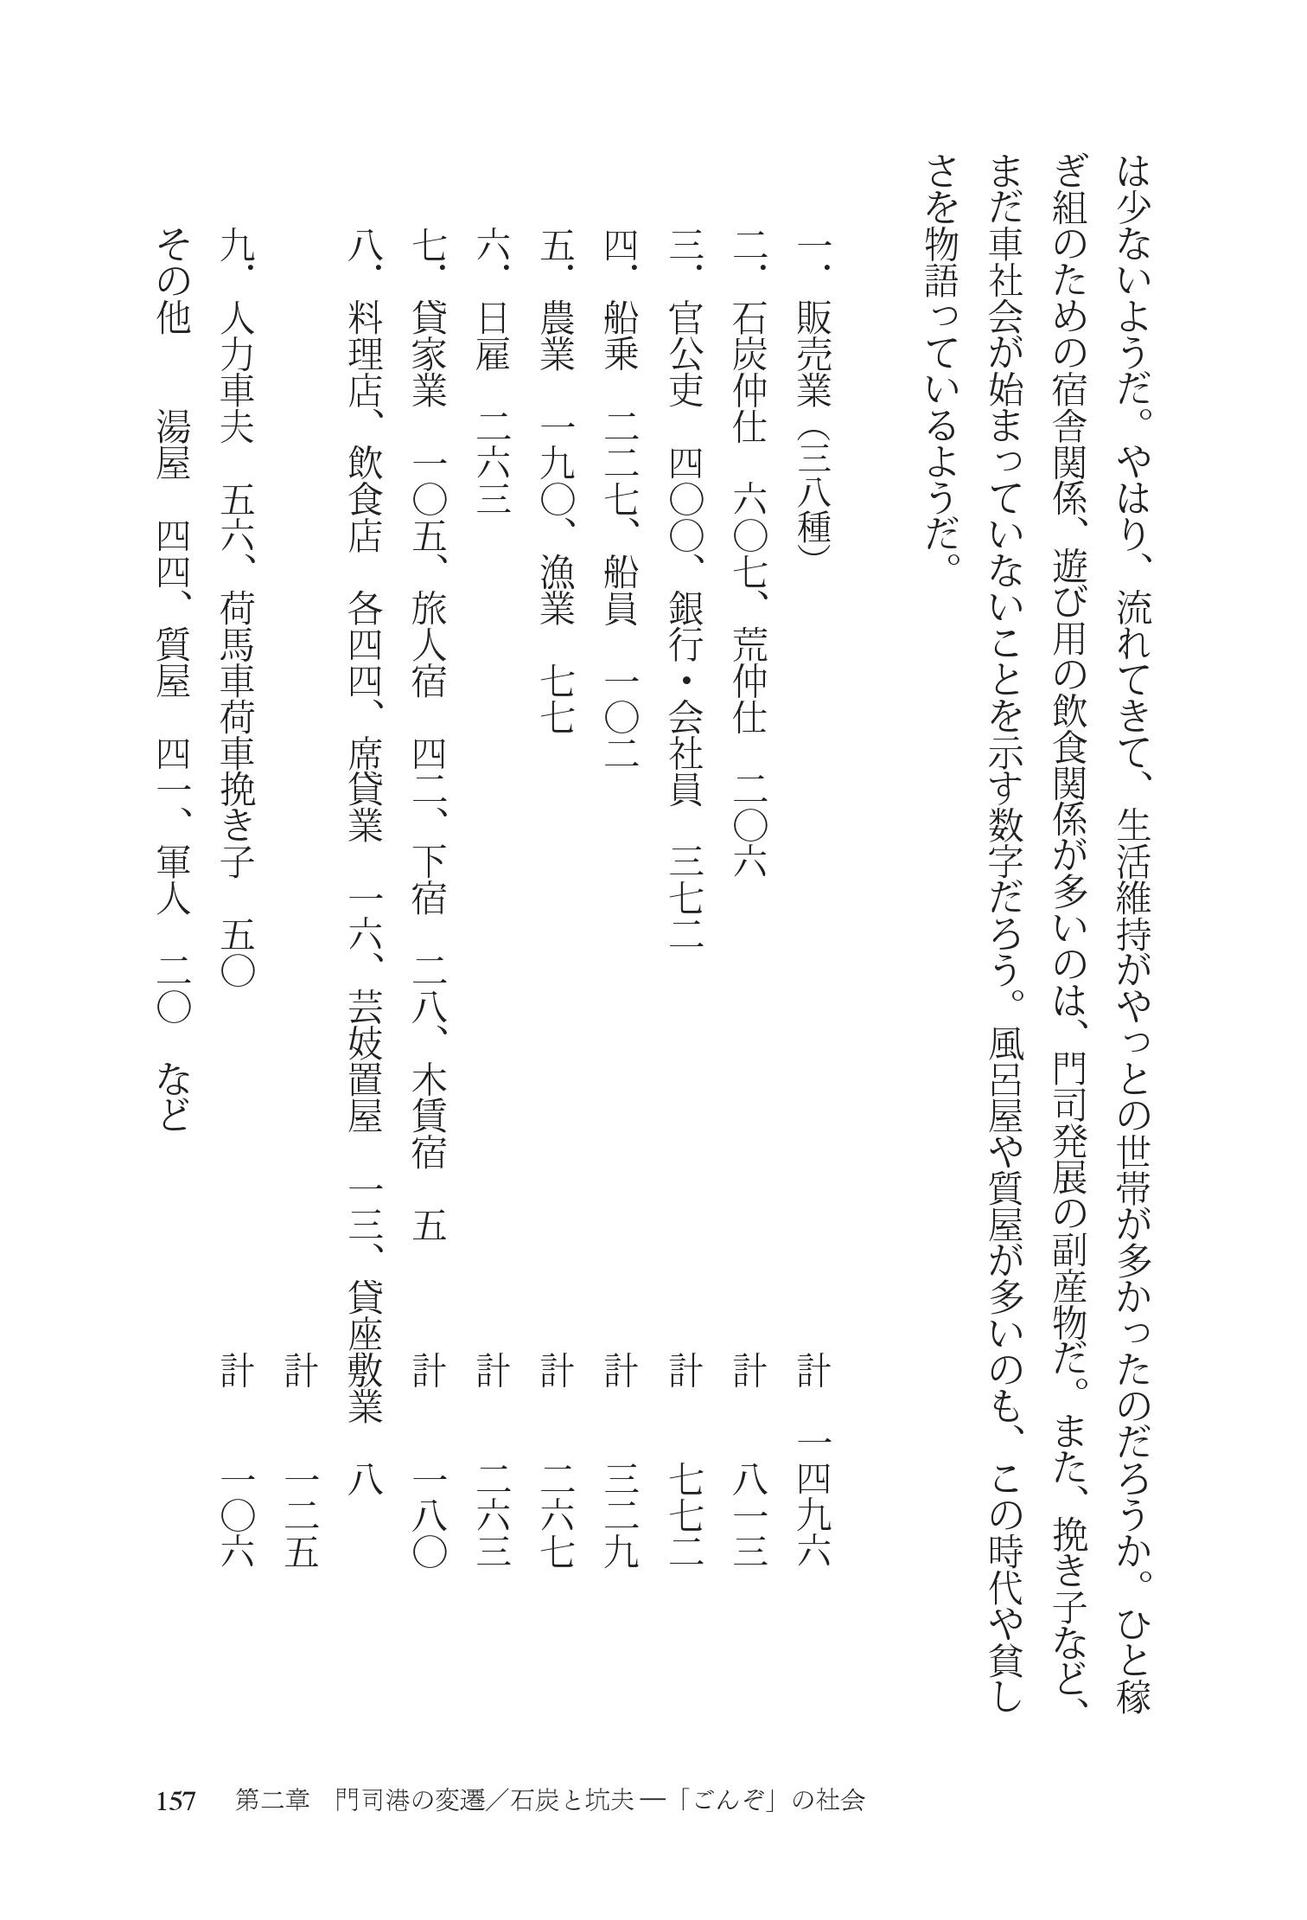 は少ないようだ。やはり、流れてきて、生活維持がやっとの世帯が多かったのだろうか。ひと稼
ぎ組のための宿舎関係、遊び用の飲食関係が多いのは、門司発展の副産物だ。また、挽き子など、
まだ車社会が始まっていないことを示す数字だろう。風呂屋や質屋が多いのも、この時代や貧し
さを物語っているようだ。
一．販売業（三八種）　計　一四九六
二．石炭仲仕　六〇七、荒仲仕　二〇六　計　八一三
三．官公吏　四〇〇、銀行・会社員　三七二　計　七七二
四．船乗　二二七、船員　一〇二　計　三二九
五．農業　一九〇、漁業　七七　計　二六七
六．日雇　二六三　計　二六三
七．貸家業　一〇五、旅人宿　四二、下宿　二八、木賃宿　五　計　一八〇
八．料理店、飲食店　各四四、席貸業　一六、芸妓置屋　一三、貸座敷業　八
計　一二五
九．人力車夫　五六、荷馬車荷車挽き子　五〇　計　一〇六
その他　湯屋　四四、質屋　四一、軍人　二〇　など
157　第二章　門司港の変遷／石炭と坑夫―「ごんぞ」の社会